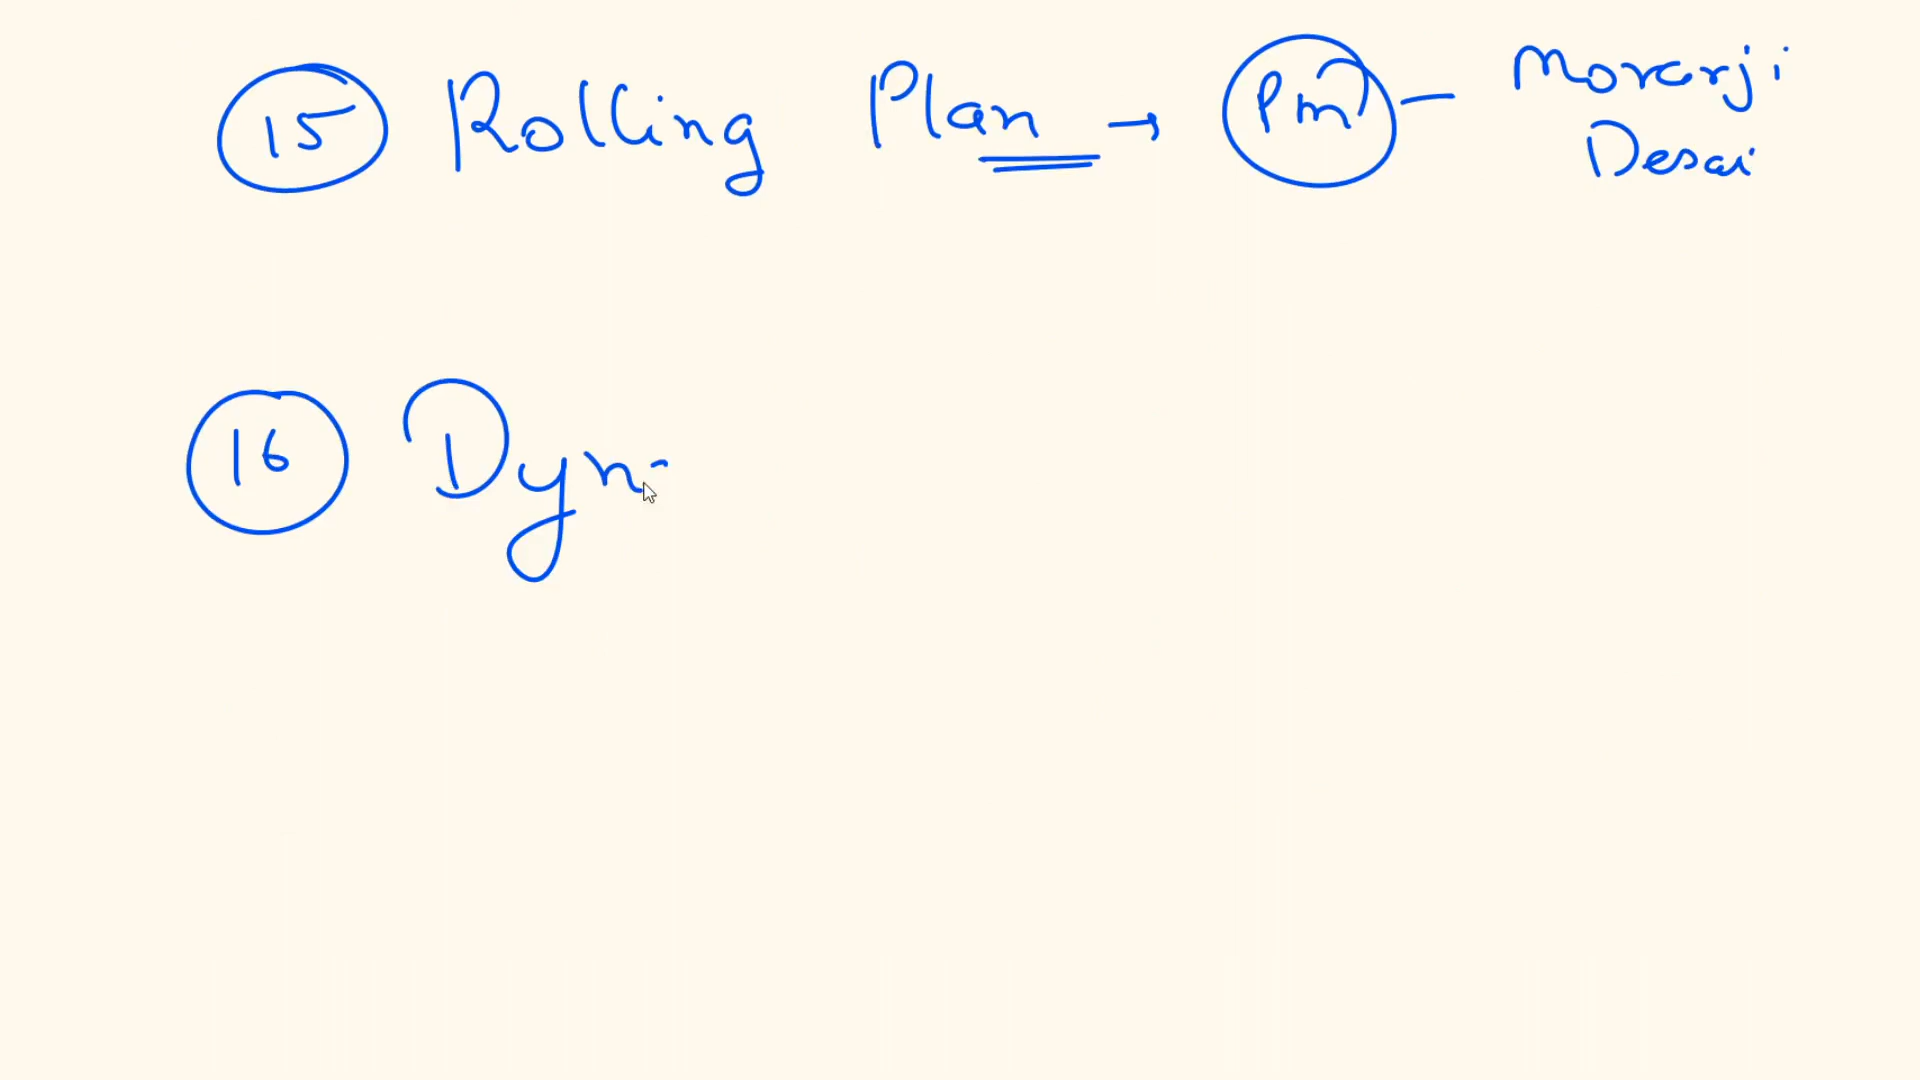 15 Rolling Plan → Pm - Morarji
Desai
16 Dyn